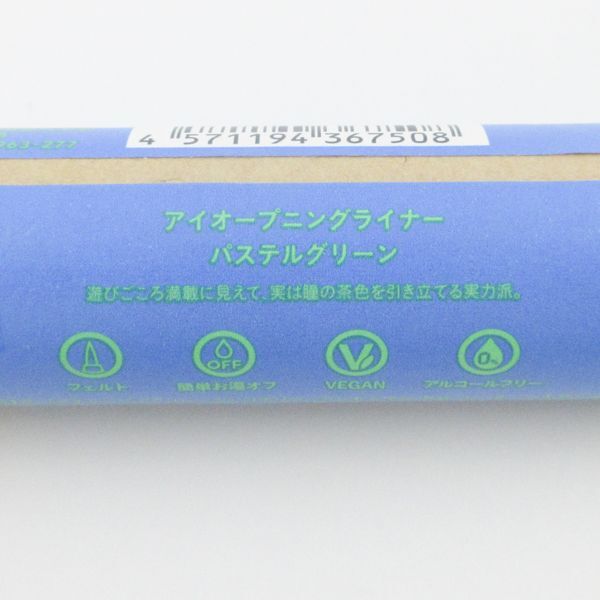 963-277
4 571194 367508
アイオープニングライナー
パステルグリーン
遊びごころ満載に見えて、実は瞳の茶色を引き立てる実力派。
フェルト
OFF
簡単お湯オフ
VEGAN
アルコールフリー